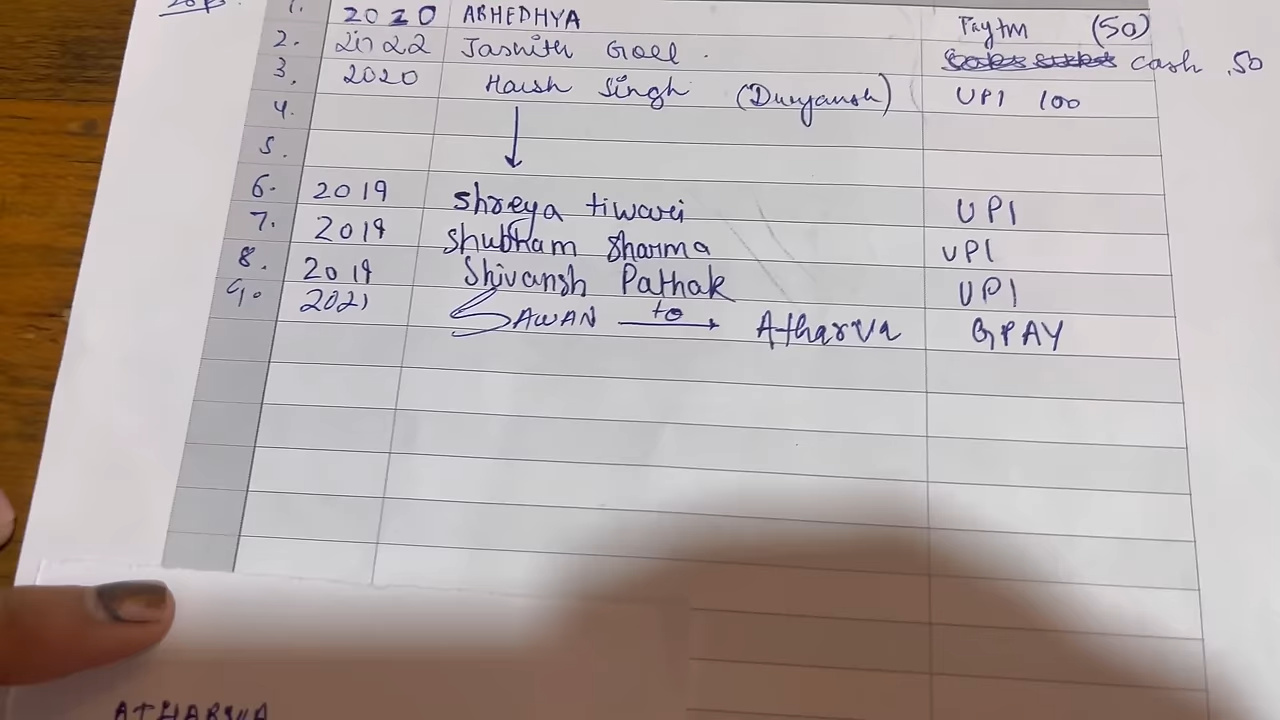 1. 2020 ABHEDHYA Paytm (50)
2. 2022 Jasnith Goel . cash .50
3. 2020 Harsh Singh (Duryansh) UPI 100
4.
5.
6. 2019 Shreya tiwari UPI
7. 2019 Shubham Sharma UPI
8. 2019 Shivansh Pathak UPI
9. 2021 SAWAN to Atharva GPAY
ATHARVA